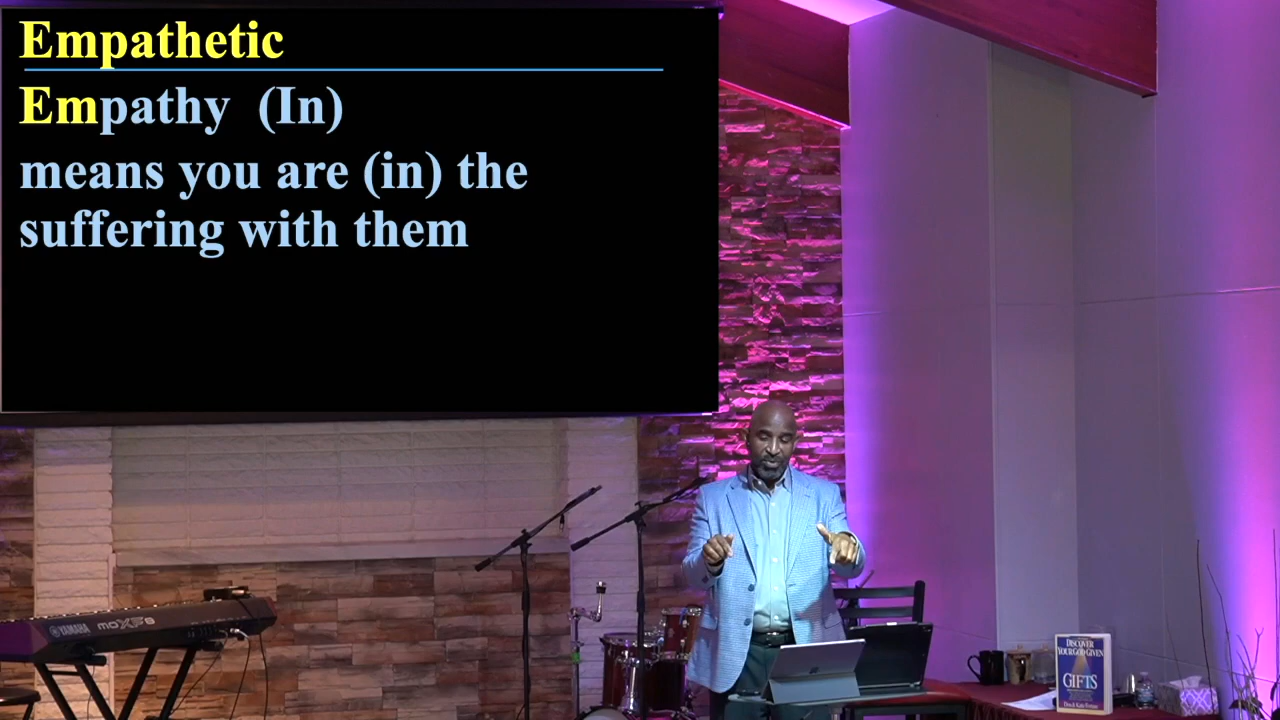 Empathetic
Empathy (In)
means you are (in) the
suffering with them
YAMAHA MOXF8
DISCOVER
YOUR GOD GIVEN
GIFTS